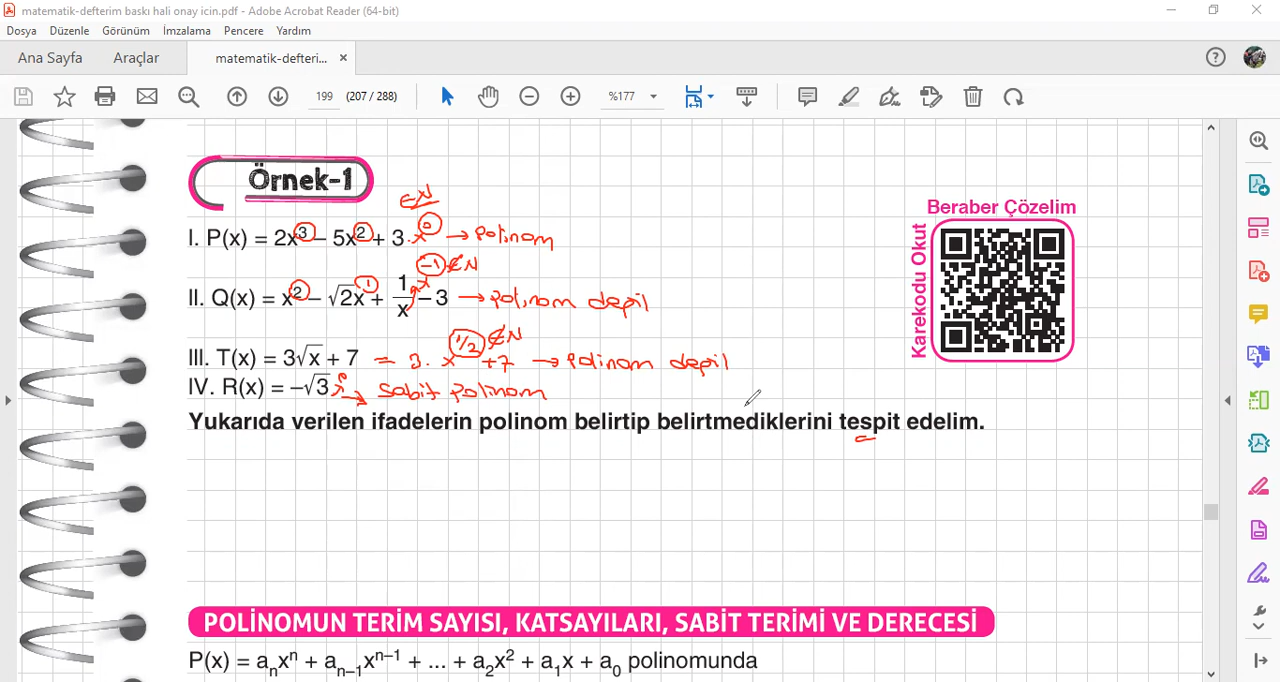 matematik-defterim baskı hali onay icin.pdf - Adobe Acrobat Reader (64-bit)
Dosya Düzenle Görünüm İmzalama Pencere Yardım
Ana Sayfa Araçlar matematik-defteri... ×
199 (207 / 288) %177
Örnek-1
∈N
I. P(x) = 2x³ – 5x² + 3.x⁰ → polinom
Beraber Çözelim
Karekodu Okut
x⁻¹ ∉N
II. Q(x) = x² – √2x¹ + 1/x – 3 → polinom değil
III. T(x) = 3√x + 7 = 3.x^(1/2) ∉N +7 → polinom değil
IV. R(x) = –√3 x⁰ → Sabit polinom
Yukarıda verilen ifadelerin polinom belirtip belirtmediklerini tespit edelim.
POLİNOMUN TERİM SAYISI, KATSAYILARI, SABİT TERİMİ VE DERECESİ
P(x) = aₙxⁿ + aₙ₋₁xⁿ⁻¹ + ... + a₂x² + a₁x + a₀ polinomunda